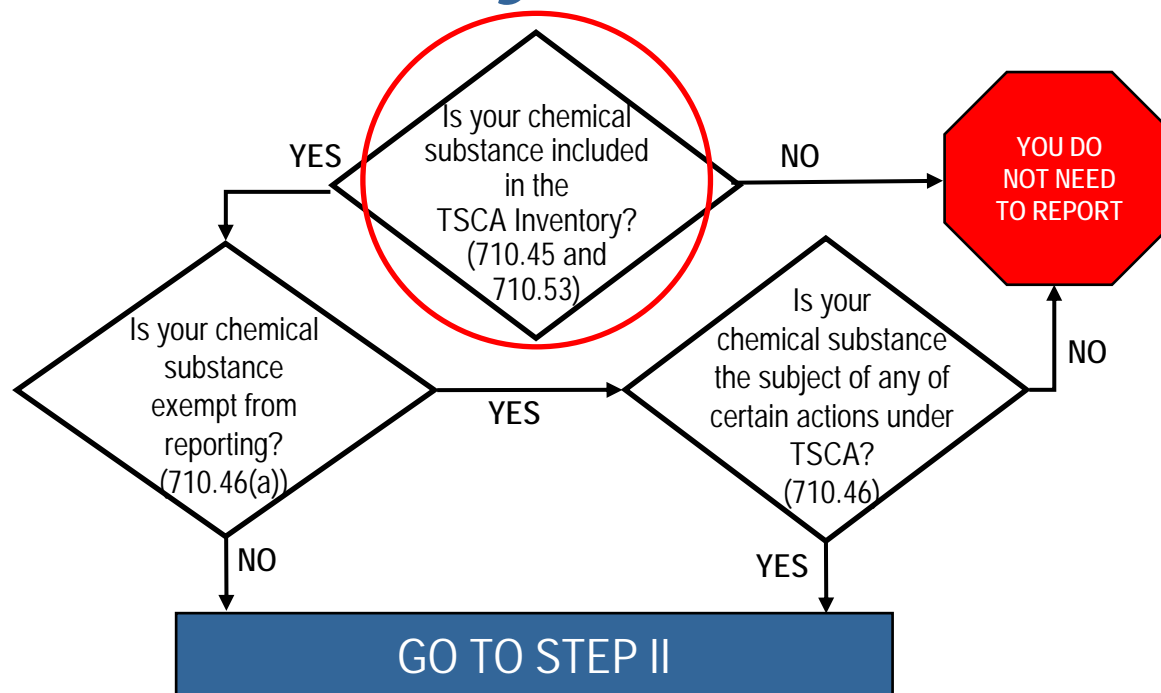 Is your chemical
substance included
in the
TSCA Inventory?
(710.45 and
710.53)
YES
NO
YOU DO
NOT NEED
TO REPORT
Is your chemical
substance
exempt from
reporting?
(710.46(a))
YES
NO
Is your
chemical substance
the subject of any of
certain actions under
TSCA?
(710.46)
NO
YES
GO TO STEP II